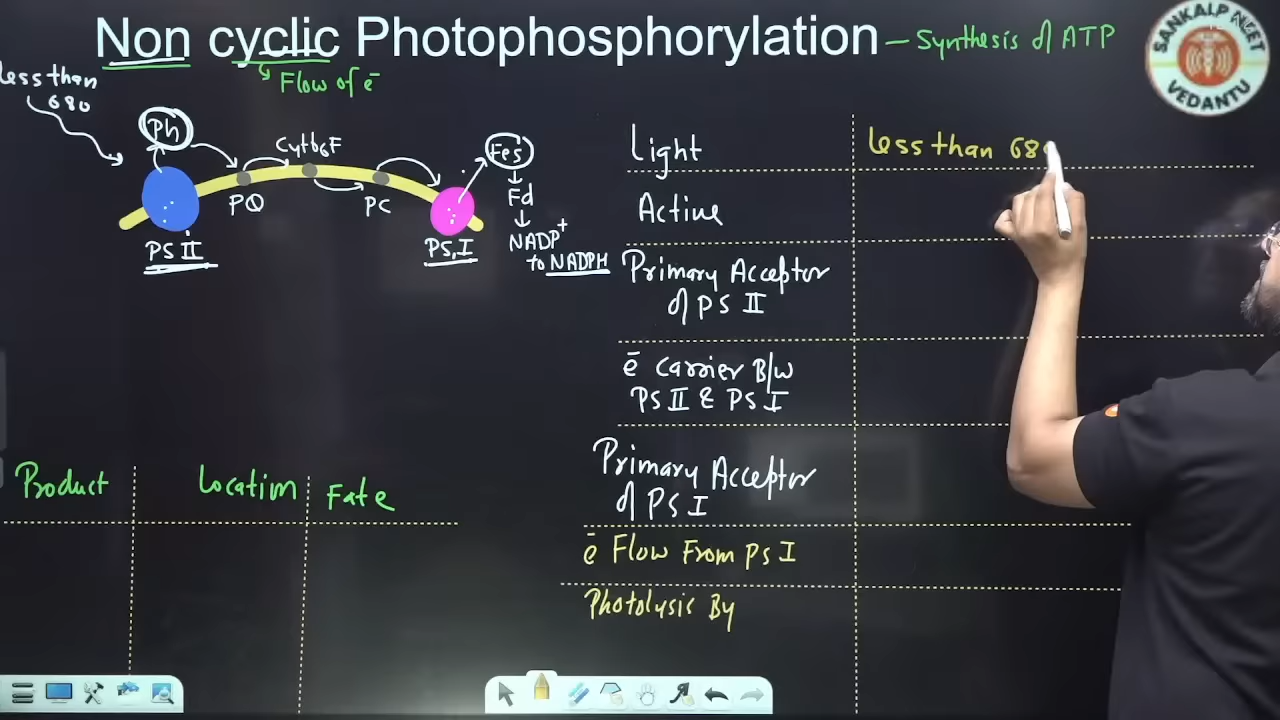 Non cyclic Photophosphorylation – Synthesis of ATP
Flow of ē
less than
680
Ph
Cytb6F
PQ
PC
PS II
PS, I
Fes
Fd
NADP+
to NADPH
Light
less than 680
Active
Primary Acceptor
of PS II
ē Carrier B/w
PS II & PS I
Primary Acceptor
of PS I
ē Flow From PS I
Photolysis By
Product
Location
Fate
SANKALP NEET
VEDANTU